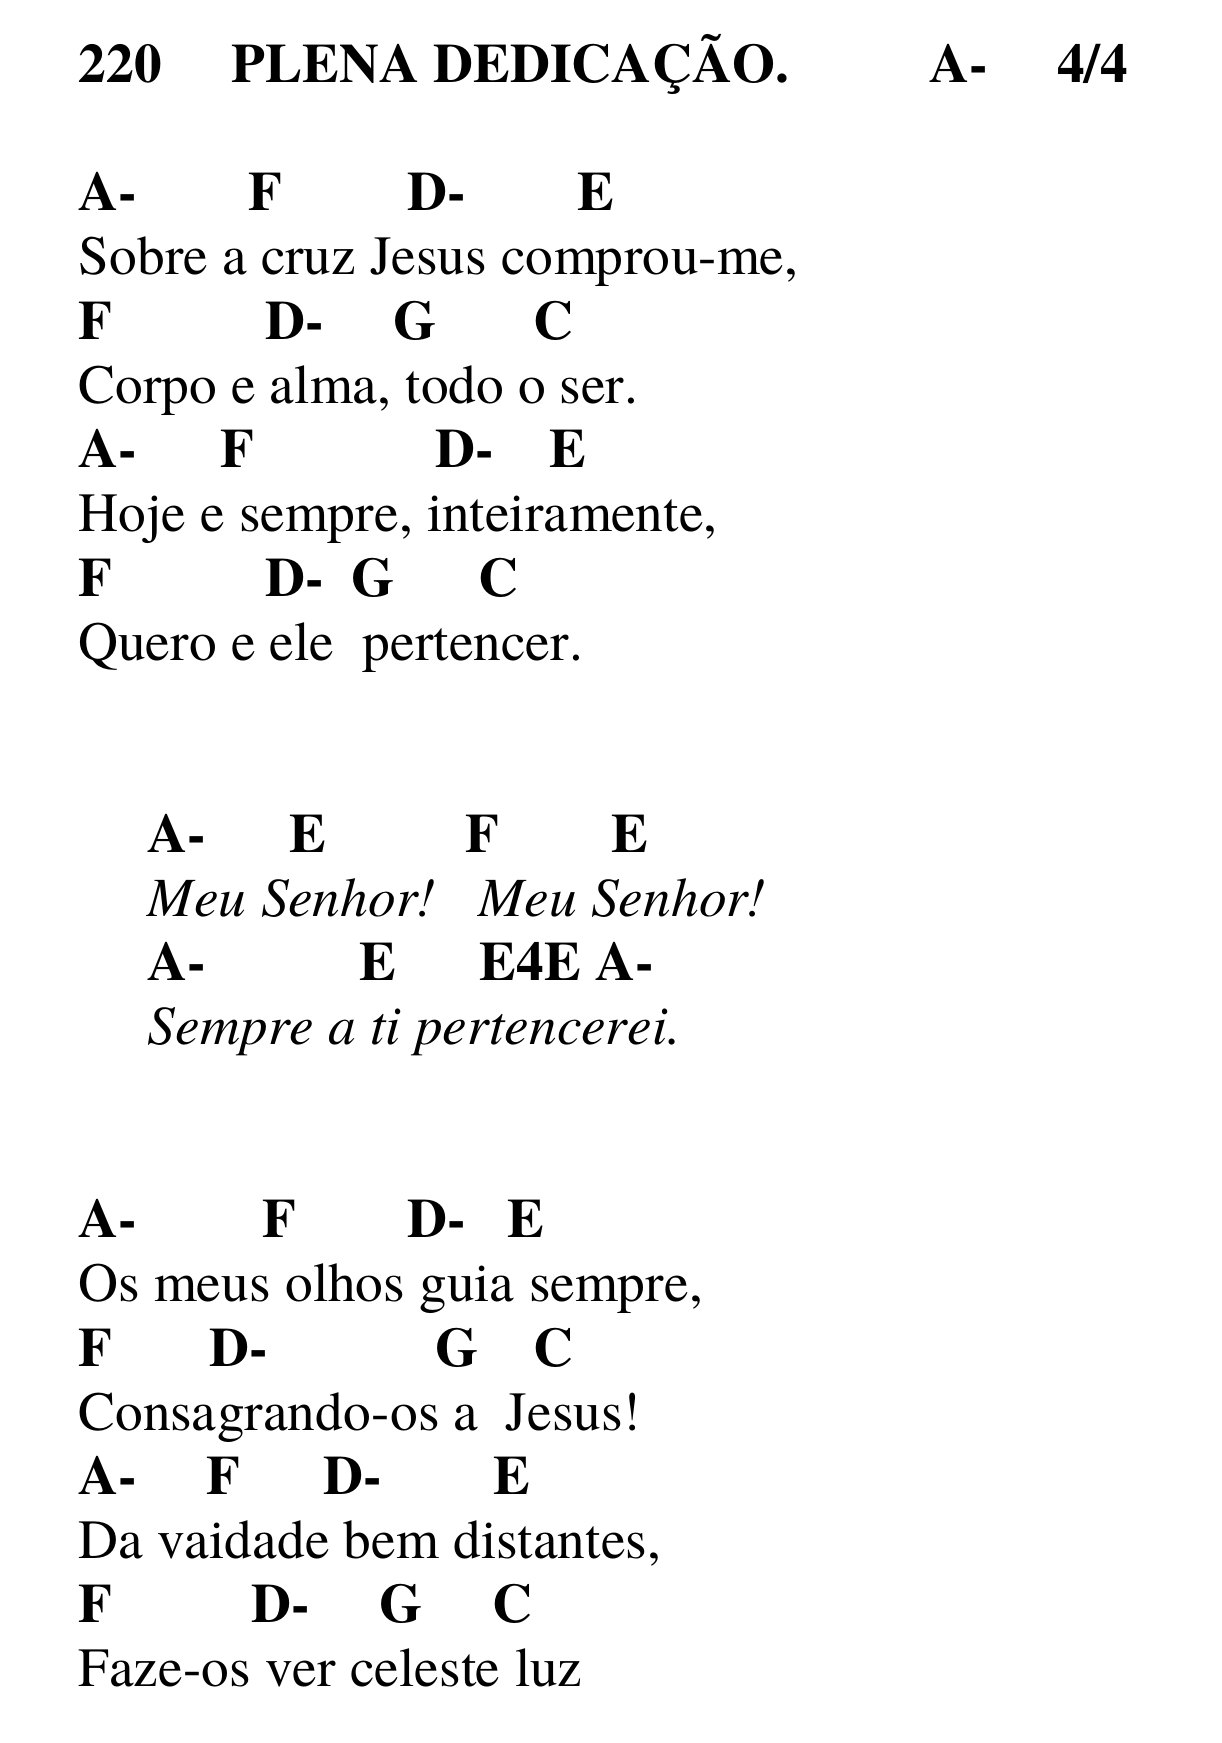 220 PLENA DEDICAÇÃO. A- 4/4
A- F D- E
Sobre a cruz Jesus comprou-me,
F D- G C
Corpo e alma, todo o ser.
A- F D- E
Hoje e sempre, inteiramente,
F D- G C
Quero e ele pertencer.
A- E F E
Meu Senhor! Meu Senhor!
A- E E4E A-
Sempre a ti pertencerei.
A- F D- E
Os meus olhos guia sempre,
F D- G C
Consagrando-os a Jesus!
A- F D- E
Da vaidade bem distantes,
F D- G C
Faze-os ver celeste luz